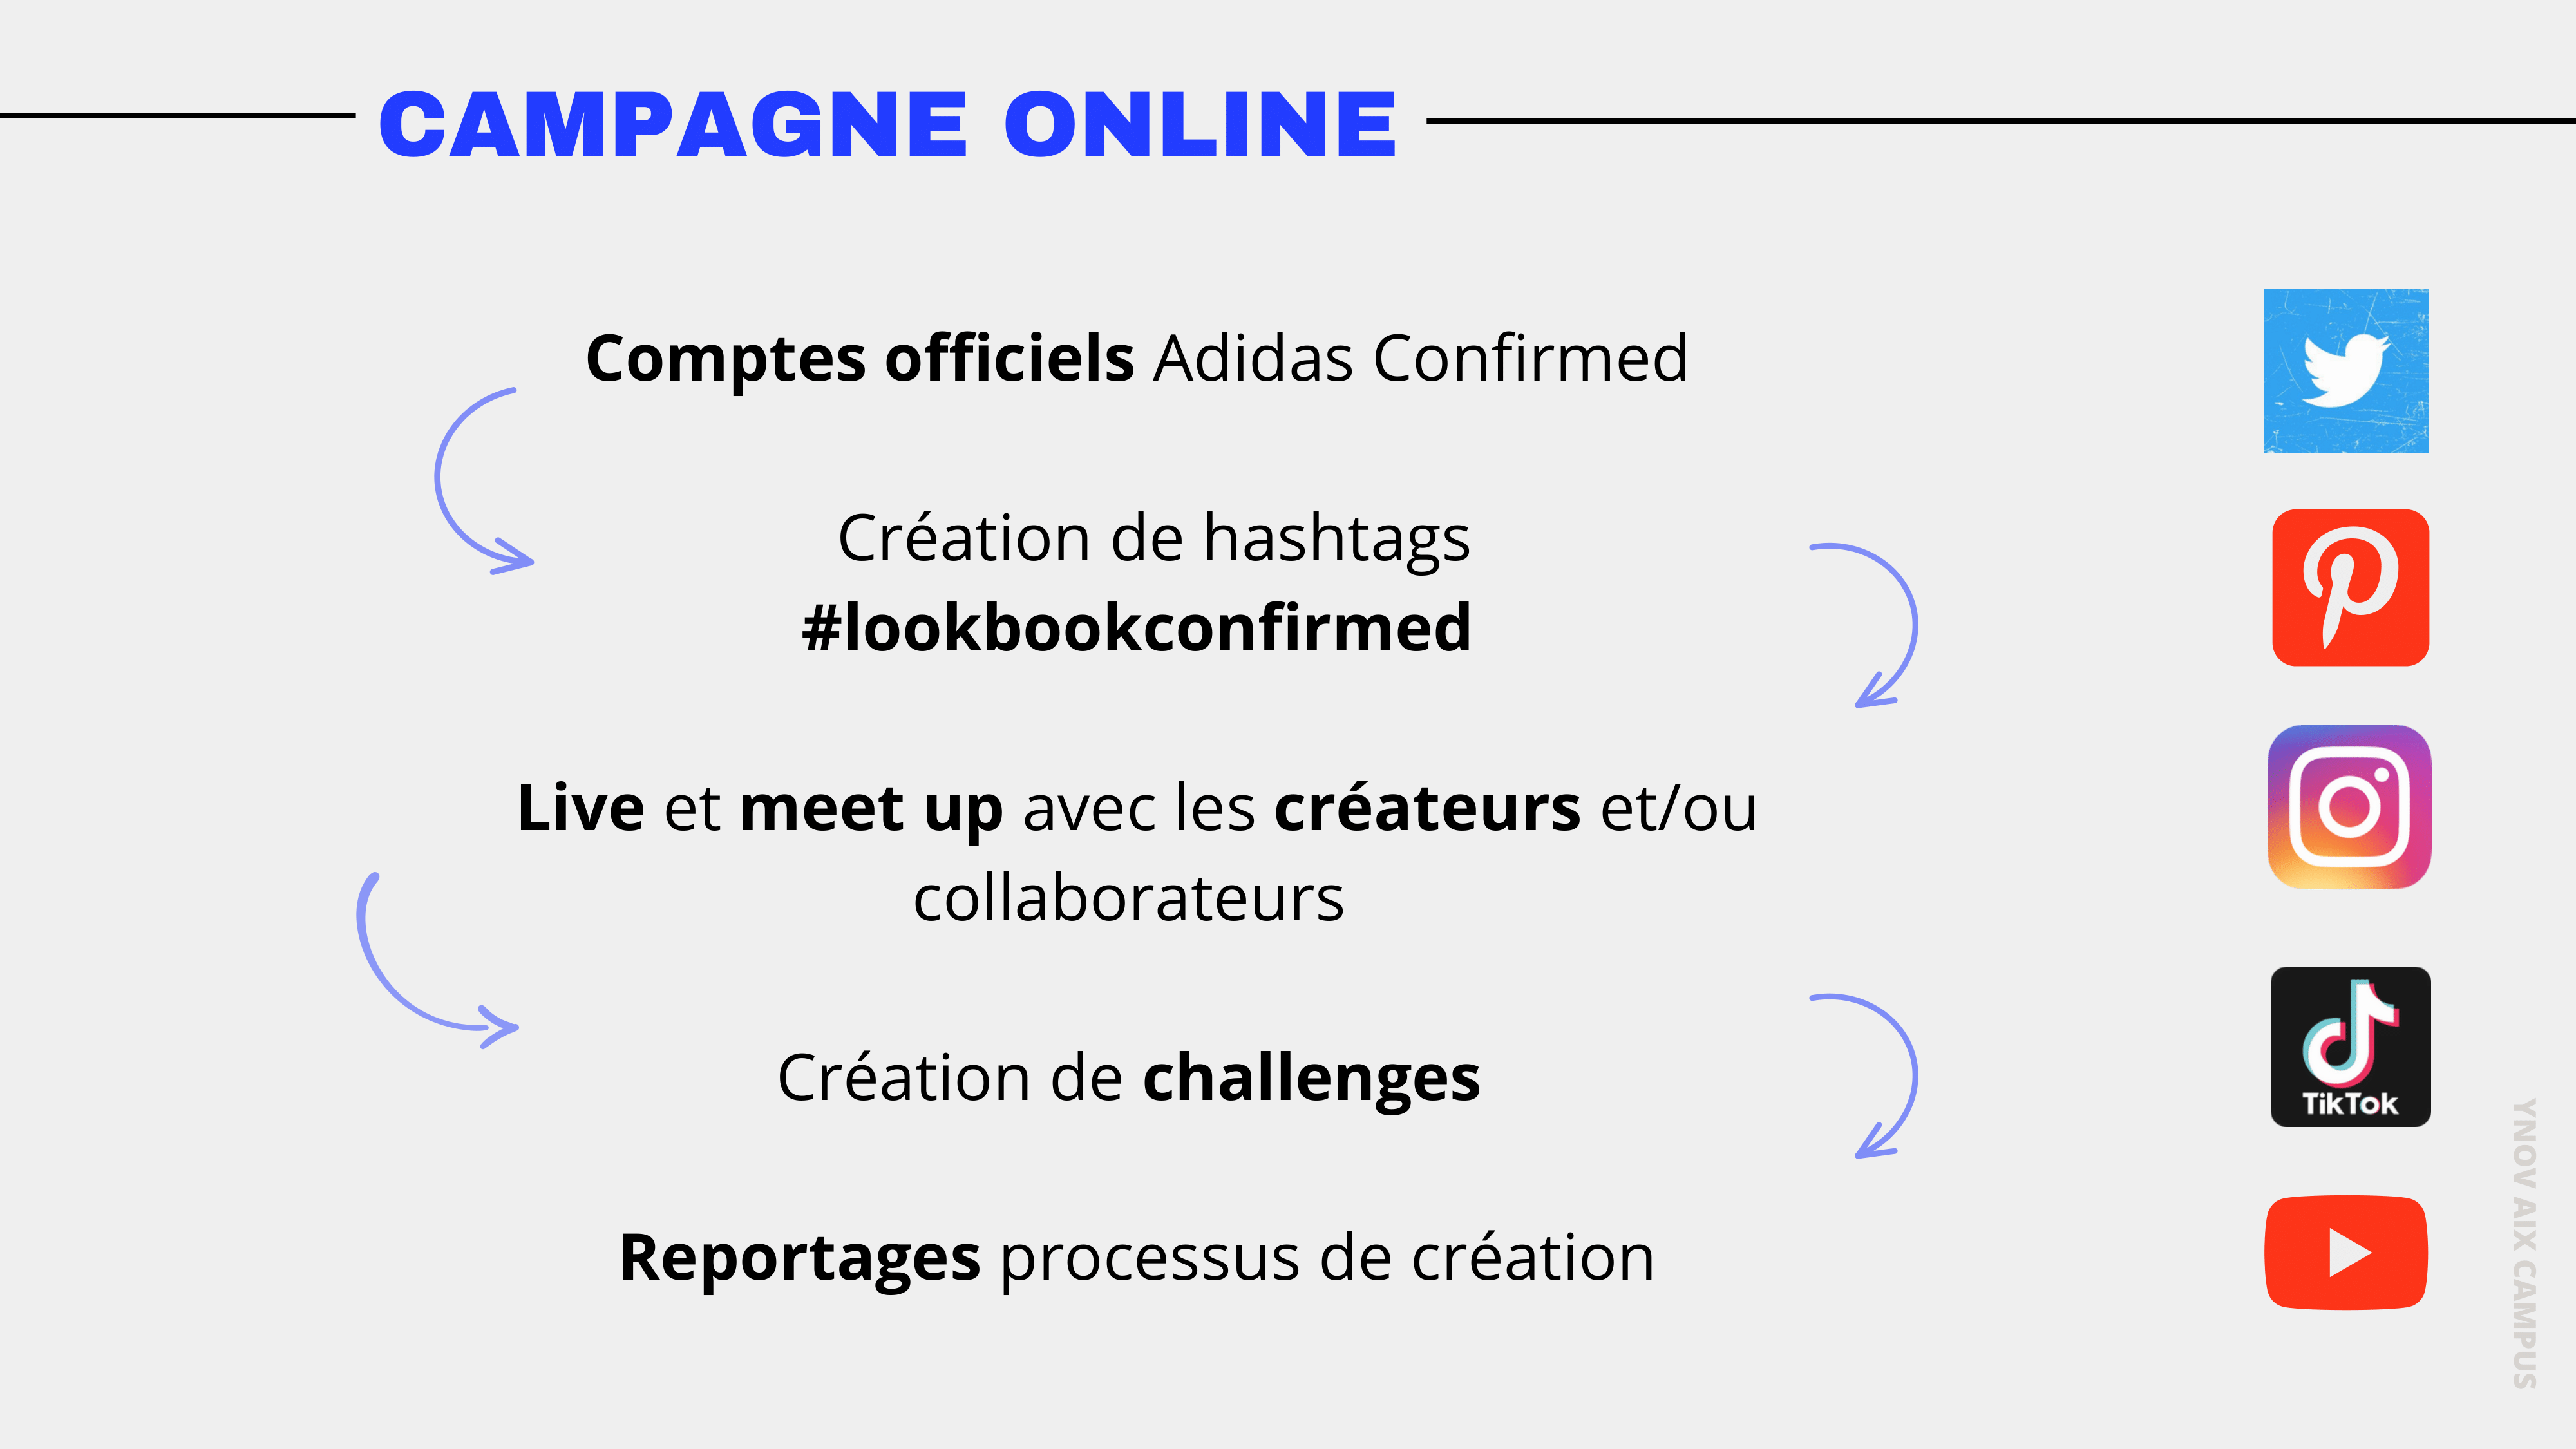 CAMPAGNE ONLINE
Comptes officiels Adidas Confirmed
Création de hashtags
#lookbookconfirmed
Live et meet up avec les créateurs et/ou
collaborateurs
Création de challenges
Reportages processus de création
TikTok
YNOV AIX CAMPUS